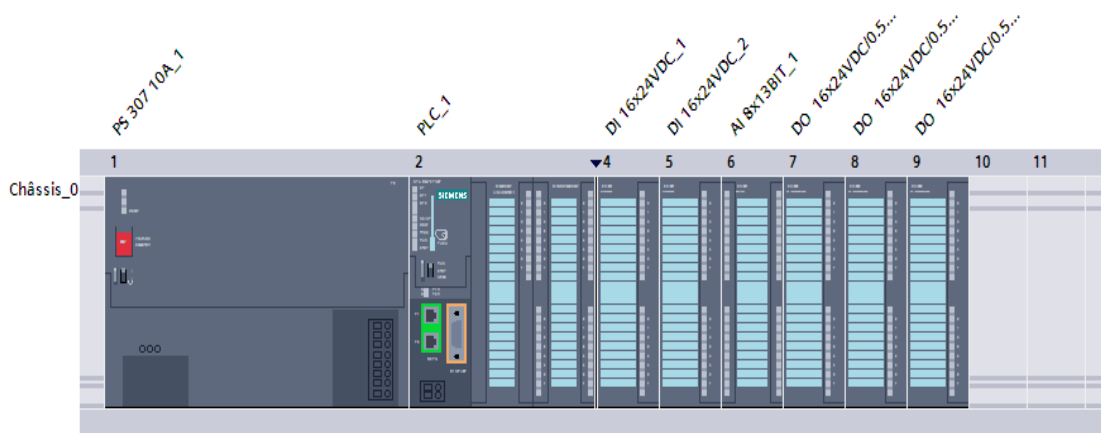 PS 307 10A_1
PLC_1
DI 16x24VDC_1
DI 16x24VDC_2
AI 8x13BIT_1
DO 16x24VDC/0.5...
DO 16x24VDC/0.5...
DO 16x24VDC/0.5...
1 2 4 5 6 7 8 9 10 11
Châssis_0
SIEMENS